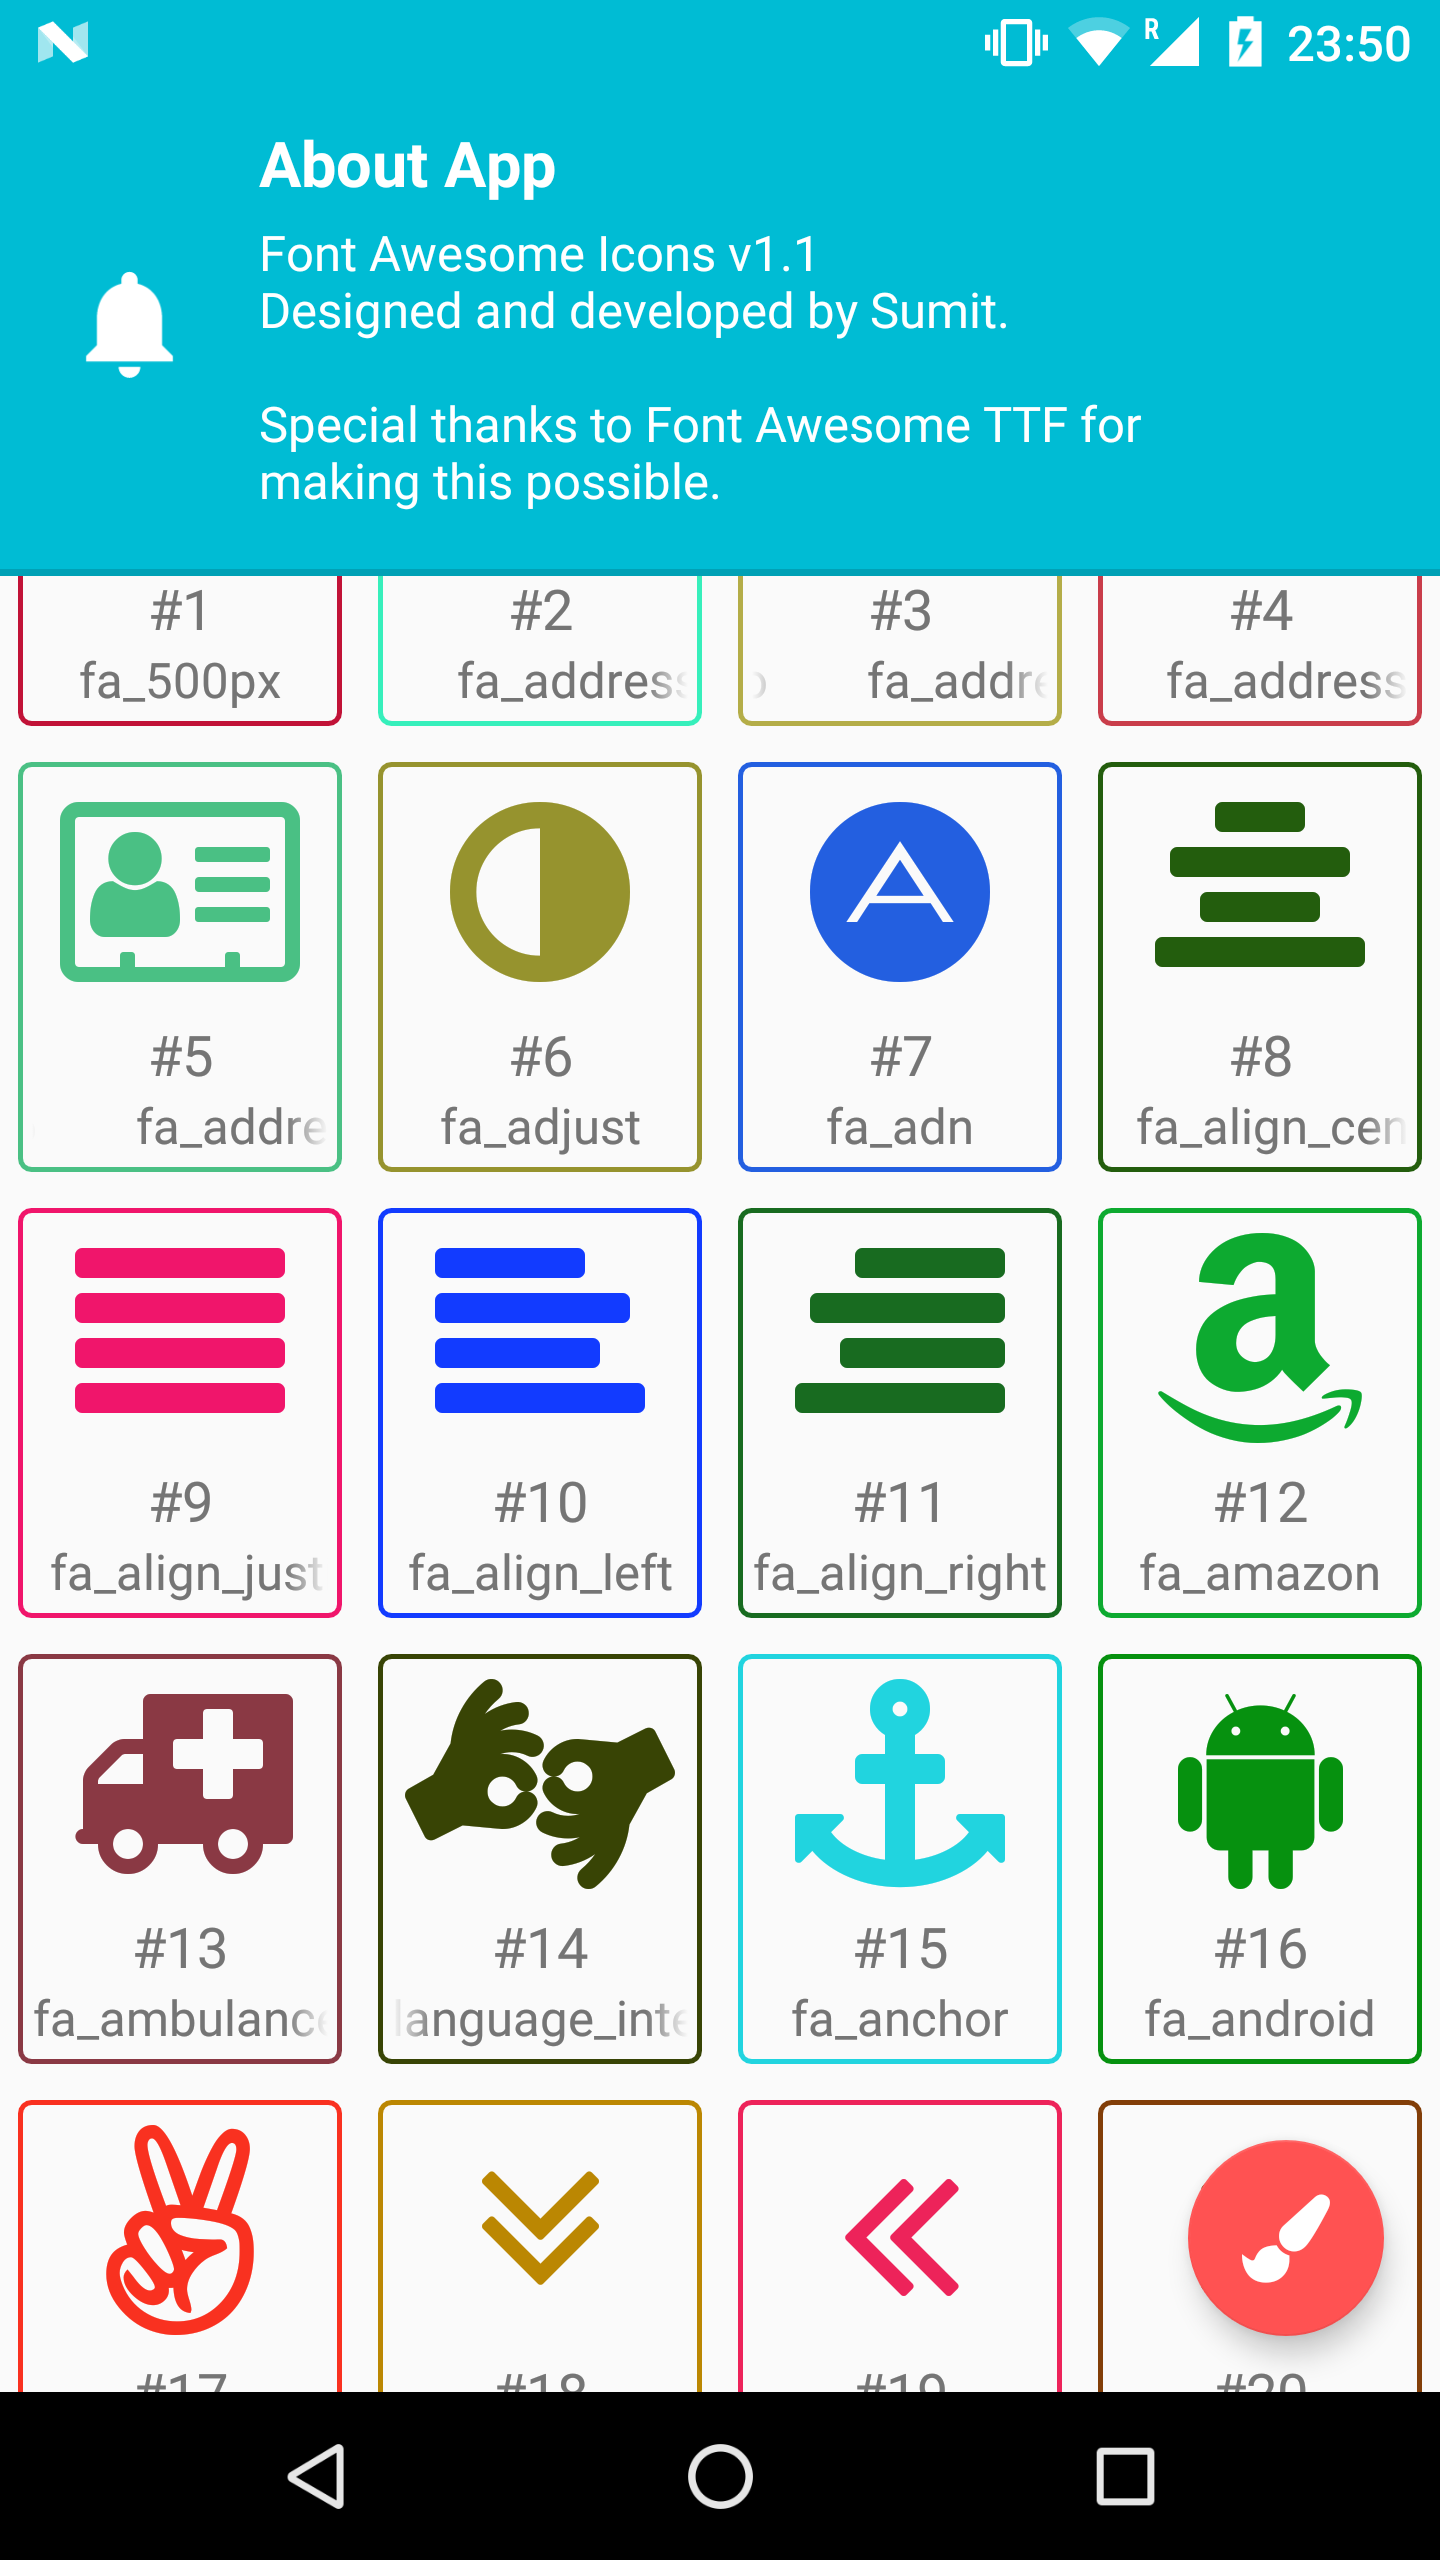 R 23:50
About App
Font Awesome Icons v1.1
Designed and developed by Sumit.
Special thanks to Font Awesome TTF for
making this possible.
#1 #2 #3 #4
fa_500px fa_address fa_addre fa_address
#5 #6 #7 #8
fa_addre fa_adjust fa_adn fa_align_cen
#9 #10 #11 #12
fa_align_just fa_align_left fa_align_right fa_amazon
#13 #14 #15 #16
fa_ambulance language_inte fa_anchor fa_android
#17 #18 #19 #20